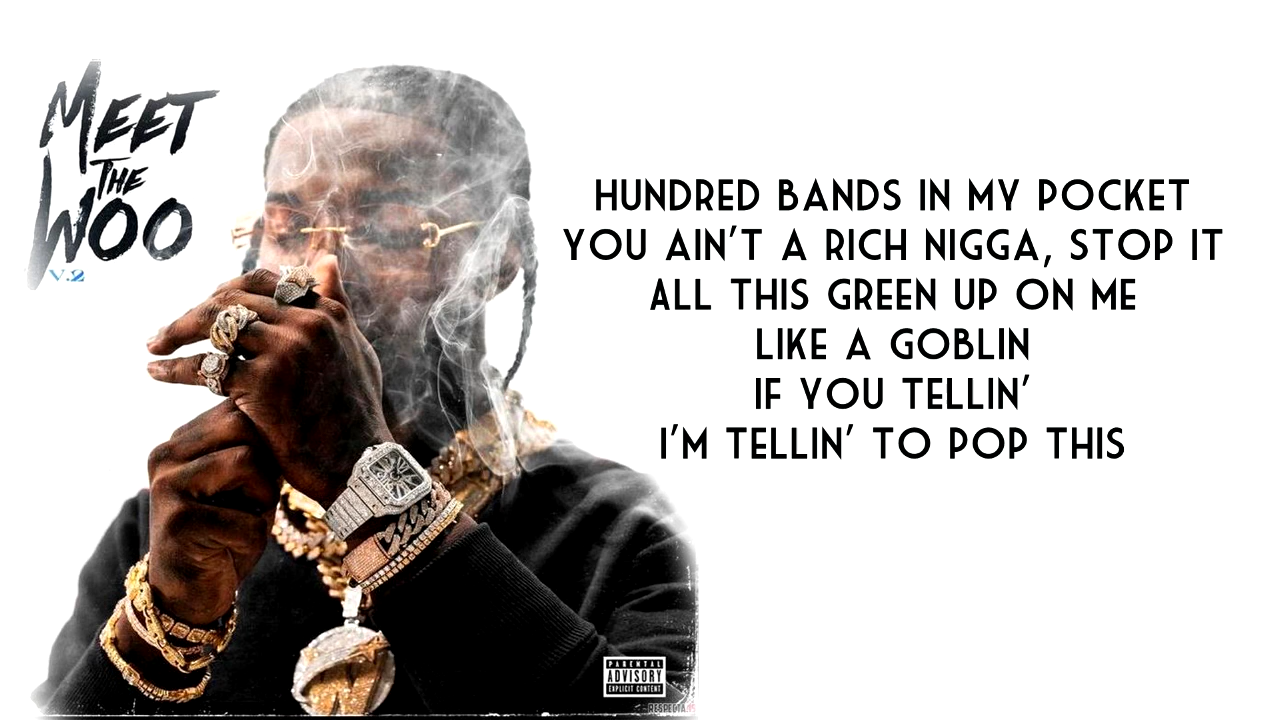 MEET
THE
WOO
V.2
HUNDRED BANDS IN MY POCKET
YOU AIN'T A RICH NIGGA, STOP IT
ALL THIS GREEN UP ON ME
LIKE A GOBLIN
IF YOU TELLIN'
I'M TELLIN' TO POP THIS
PARENTAL
ADVISORY
EXPLICIT CONTENT